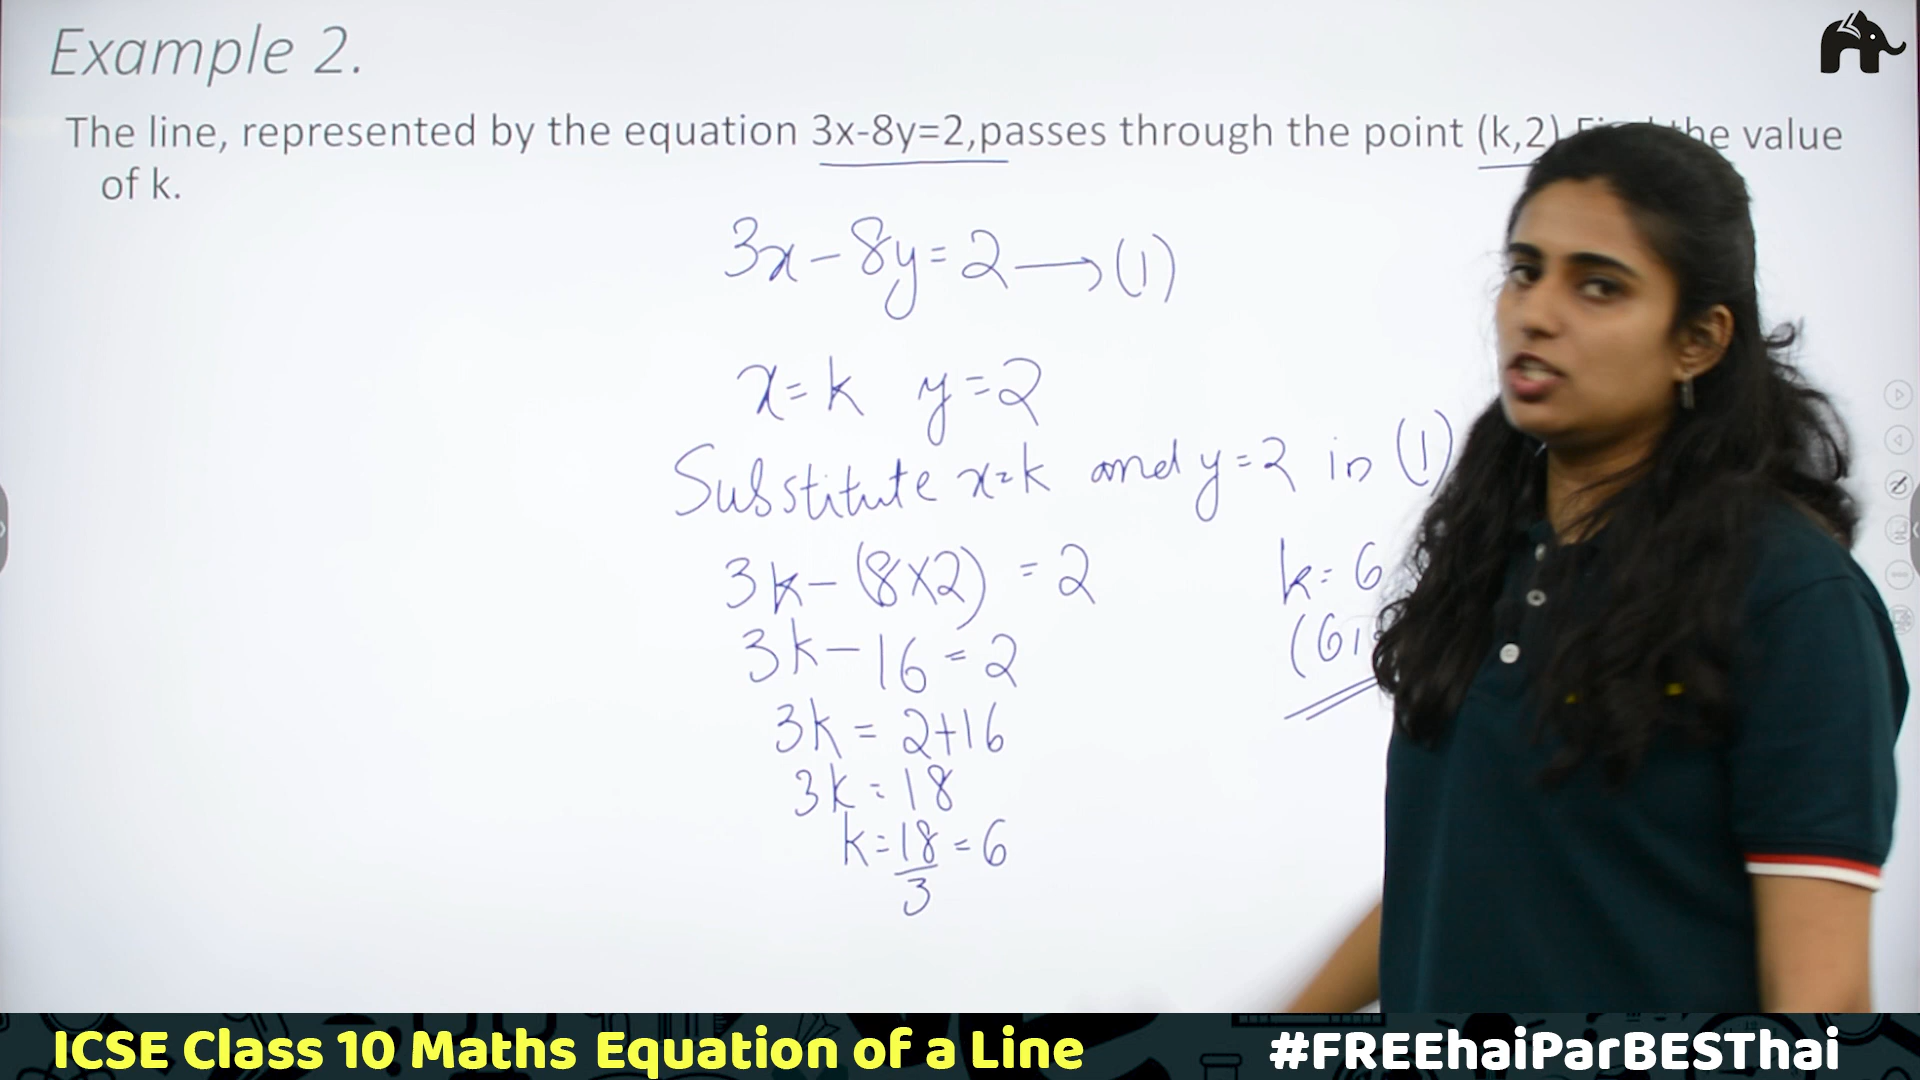 Example 2.
The line, represented by the equation 3x-8y=2,passes through the point (k,2) the value
of k.
3x - 8y = 2 → (1)
x = k y = 2
Substitute x=k and y=2 in (1)
3k - (8×2) = 2
3k - 16 = 2
3k = 2+16
3k = 18
k = 18/3 = 6
k = 6
(6,
ICSE Class 10 Maths Equation of a Line
#FREEhaiParBESThai